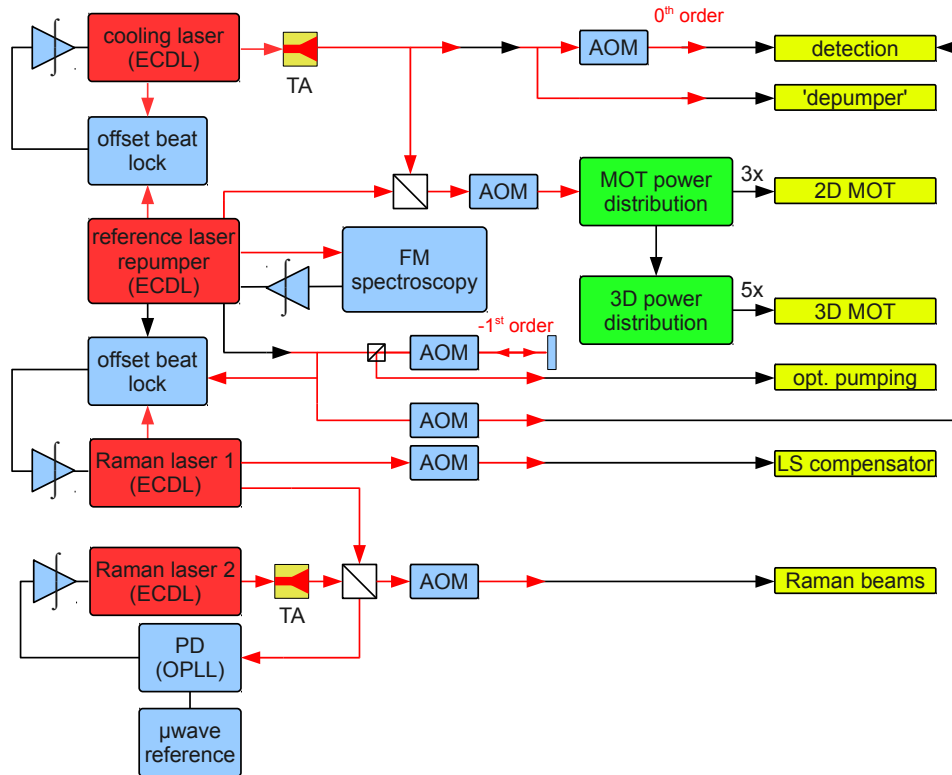 0th order
cooling laser
(ECDL)
TA
AOM
detection
'depumper'
offset beat
lock
AOM
MOT power
distribution
3x
2D MOT
reference laser
repumper
(ECDL)
FM
spectroscopy
3D power
distribution
5x
3D MOT
-1st order
offset beat
lock
AOM
opt. pumping
AOM
Raman laser 1
(ECDL)
AOM
LS compensator
Raman laser 2
(ECDL)
TA
AOM
Raman beams
PD
(OPLL)
µwave
reference